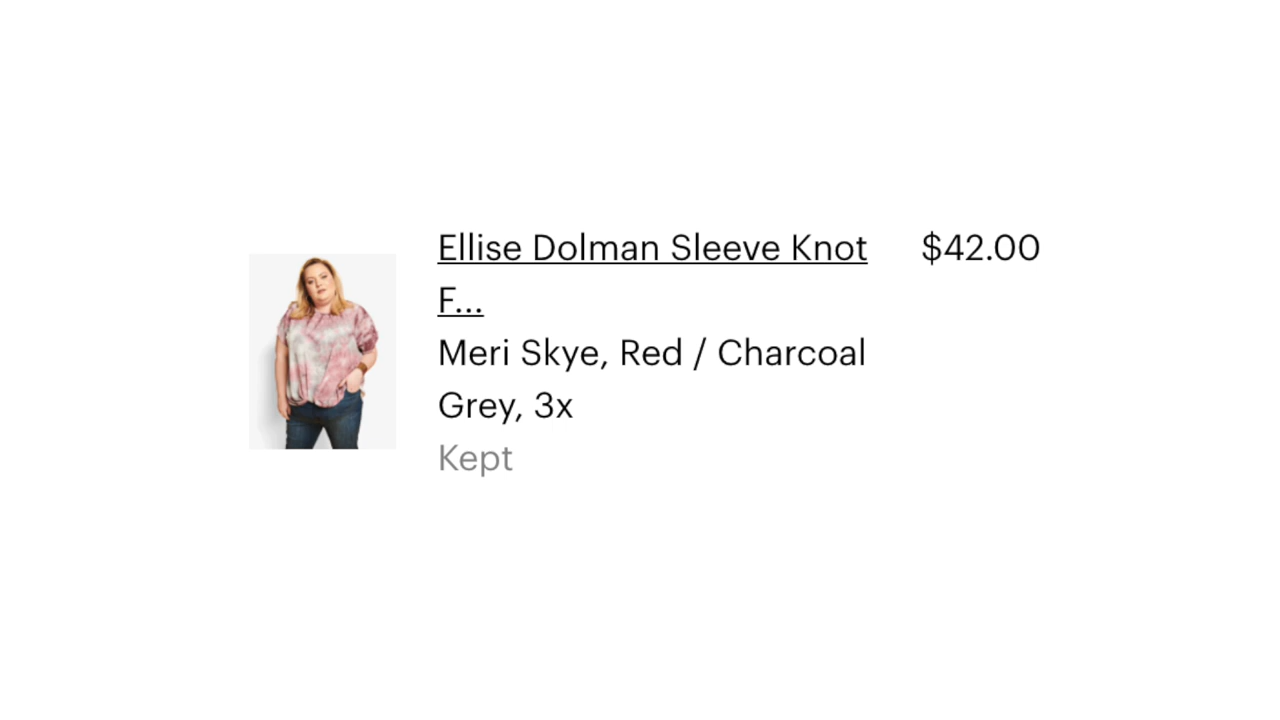 Ellise Dolman Sleeve Knot $42.00
F...
Meri Skye, Red / Charcoal
Grey, 3x
Kept